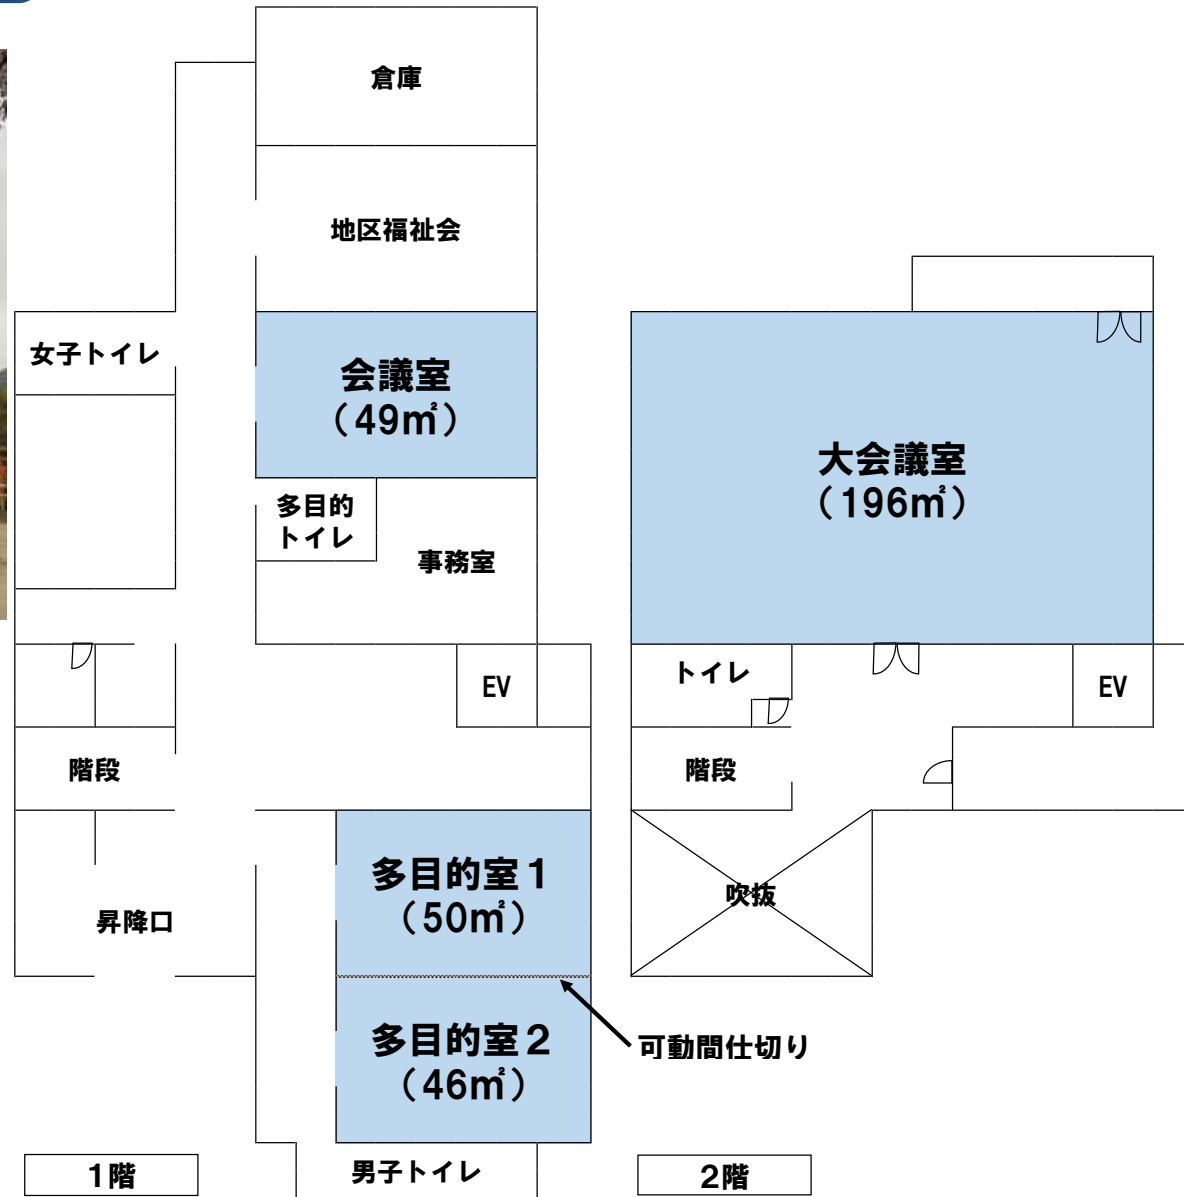 倉庫
地区福祉会
女子トイレ
会議室
（49㎡）
多目的
トイレ
事務室
EV
階段
多目的室１
（50㎡）
昇降口
多目的室２
（46㎡）
男子トイレ
1階
大会議室
（196㎡）
トイレ
EV
階段
吹抜
可動間仕切り
2階